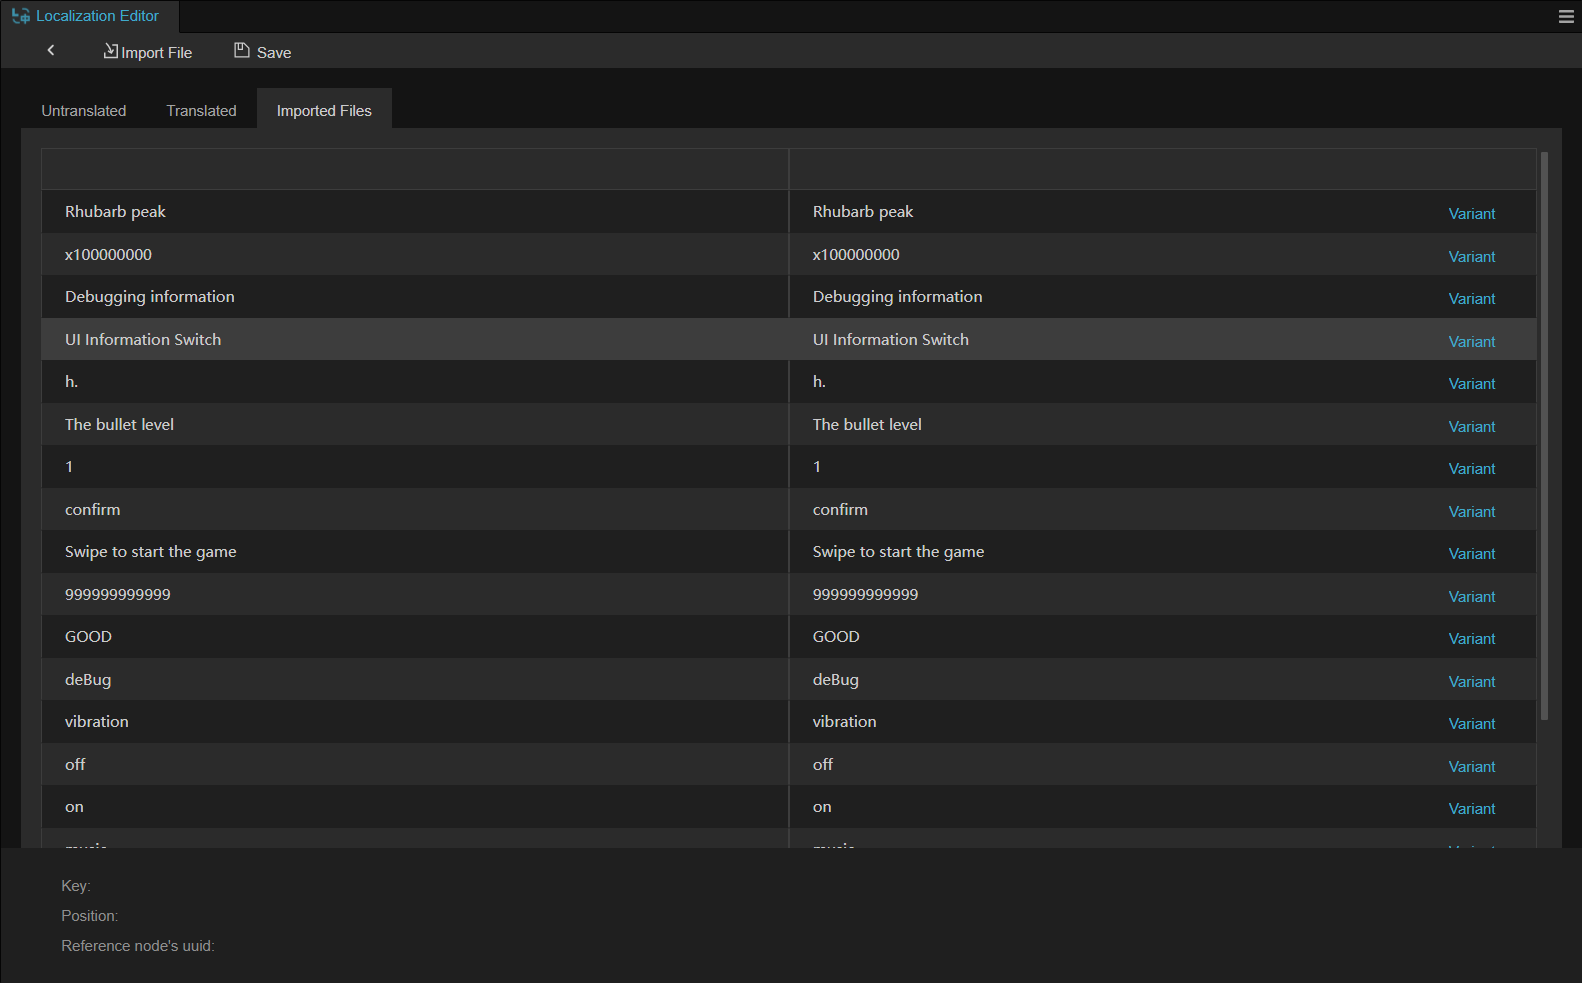 Localization Editor
Import File Save
Untranslated Translated Imported Files
Rhubarb peak Rhubarb peak Variant
x100000000 x100000000 Variant
Debugging information Debugging information Variant
UI Information Switch UI Information Switch Variant
h. h. Variant
The bullet level The bullet level Variant
1 1 Variant
confirm confirm Variant
Swipe to start the game Swipe to start the game Variant
999999999999 999999999999 Variant
GOOD GOOD Variant
deBug deBug Variant
vibration vibration Variant
off off Variant
on on Variant
Key:
Position:
Reference node's uuid: